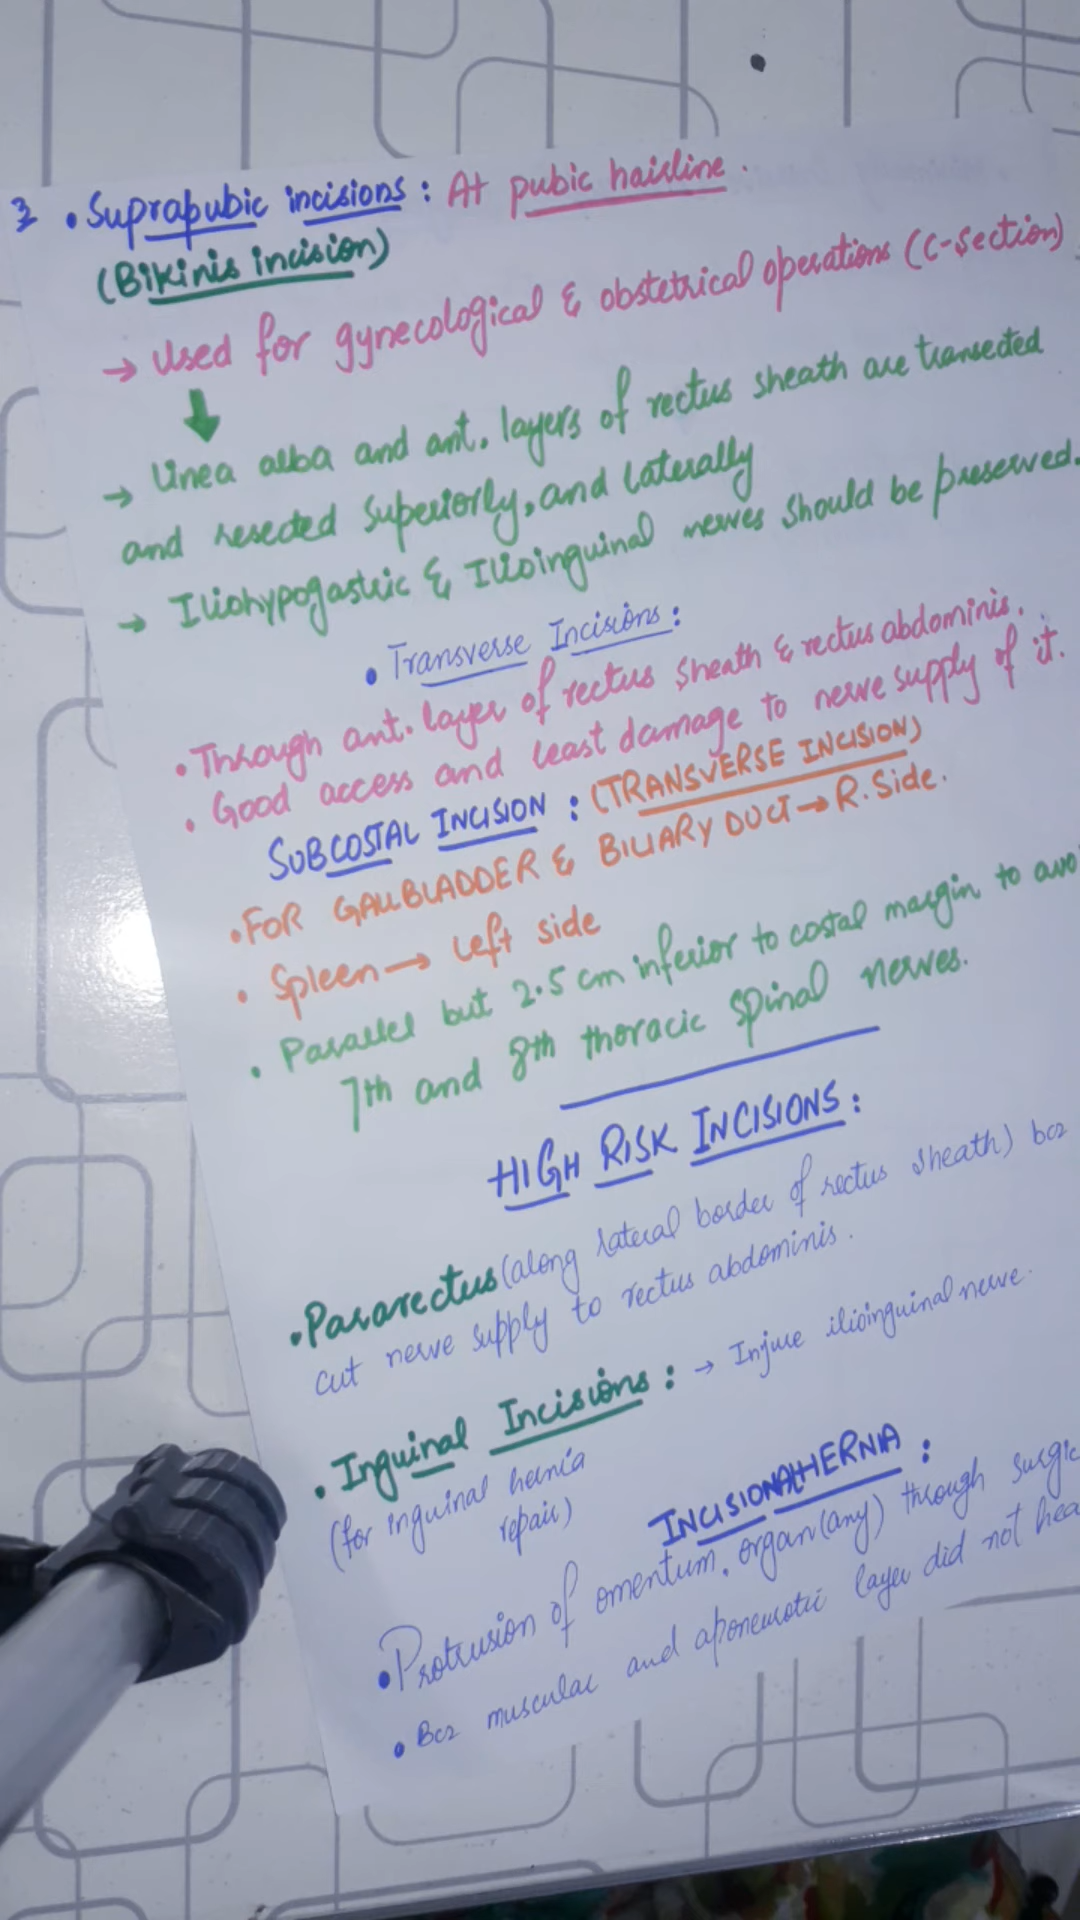 3 • Suprapubic incisions : At pubic hairline.
(Bikinis incision)
→ Used for gynecological & obstetrical operations (C-section)
→ Linea alba and ant. layers of rectus sheath are transected
and resected superiorly, and laterally
→ Iliohypogastric & Ilioinguinal nerves should be preserved.
• Transverse Incisions :
• Through ant. layer of rectus sheath & rectus abdominis.
• Good access and least damage to nerve supply of it.
SUBCOSTAL INCISION : (TRANSVERSE INCISION)
• FOR GALLBLADDER & BILIARY DUCT → R. Side.
• Spleen → Left side
• Parallel but 2.5 cm inferior to costal margin to avo
7th and 8th thoracic spinal nerves.
HIGH RISK INCISIONS :
• Pararectus (along lateral border of rectus sheath) bcz
cut nerve supply to rectus abdominis.
• Inguinal Incisions : → Injure ilioinguinal nerve.
(for inguinal hernia
repair)
INCISIONAL HERNIA :
• Protrusion of omentum, organ (any) through surgic
• Bcz muscular and aponeurotic layer did not hea